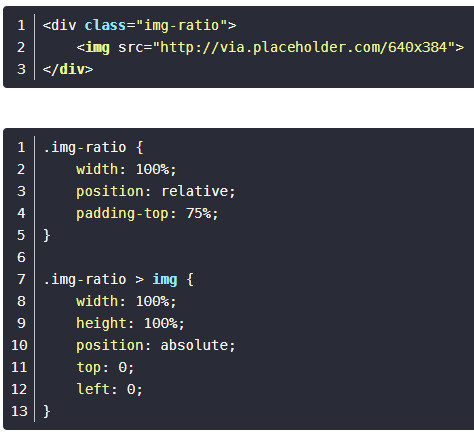 1 <div class="img-ratio">
2     <img src="http://via.placeholder.com/640x384">
3 </div>
1 .img-ratio {
2     width: 100%;
3     position: relative;
4     padding-top: 75%;
5 }
6
7 .img-ratio > img {
8     width: 100%;
9     height: 100%;
10     position: absolute;
11     top: 0;
12     left: 0;
13 }